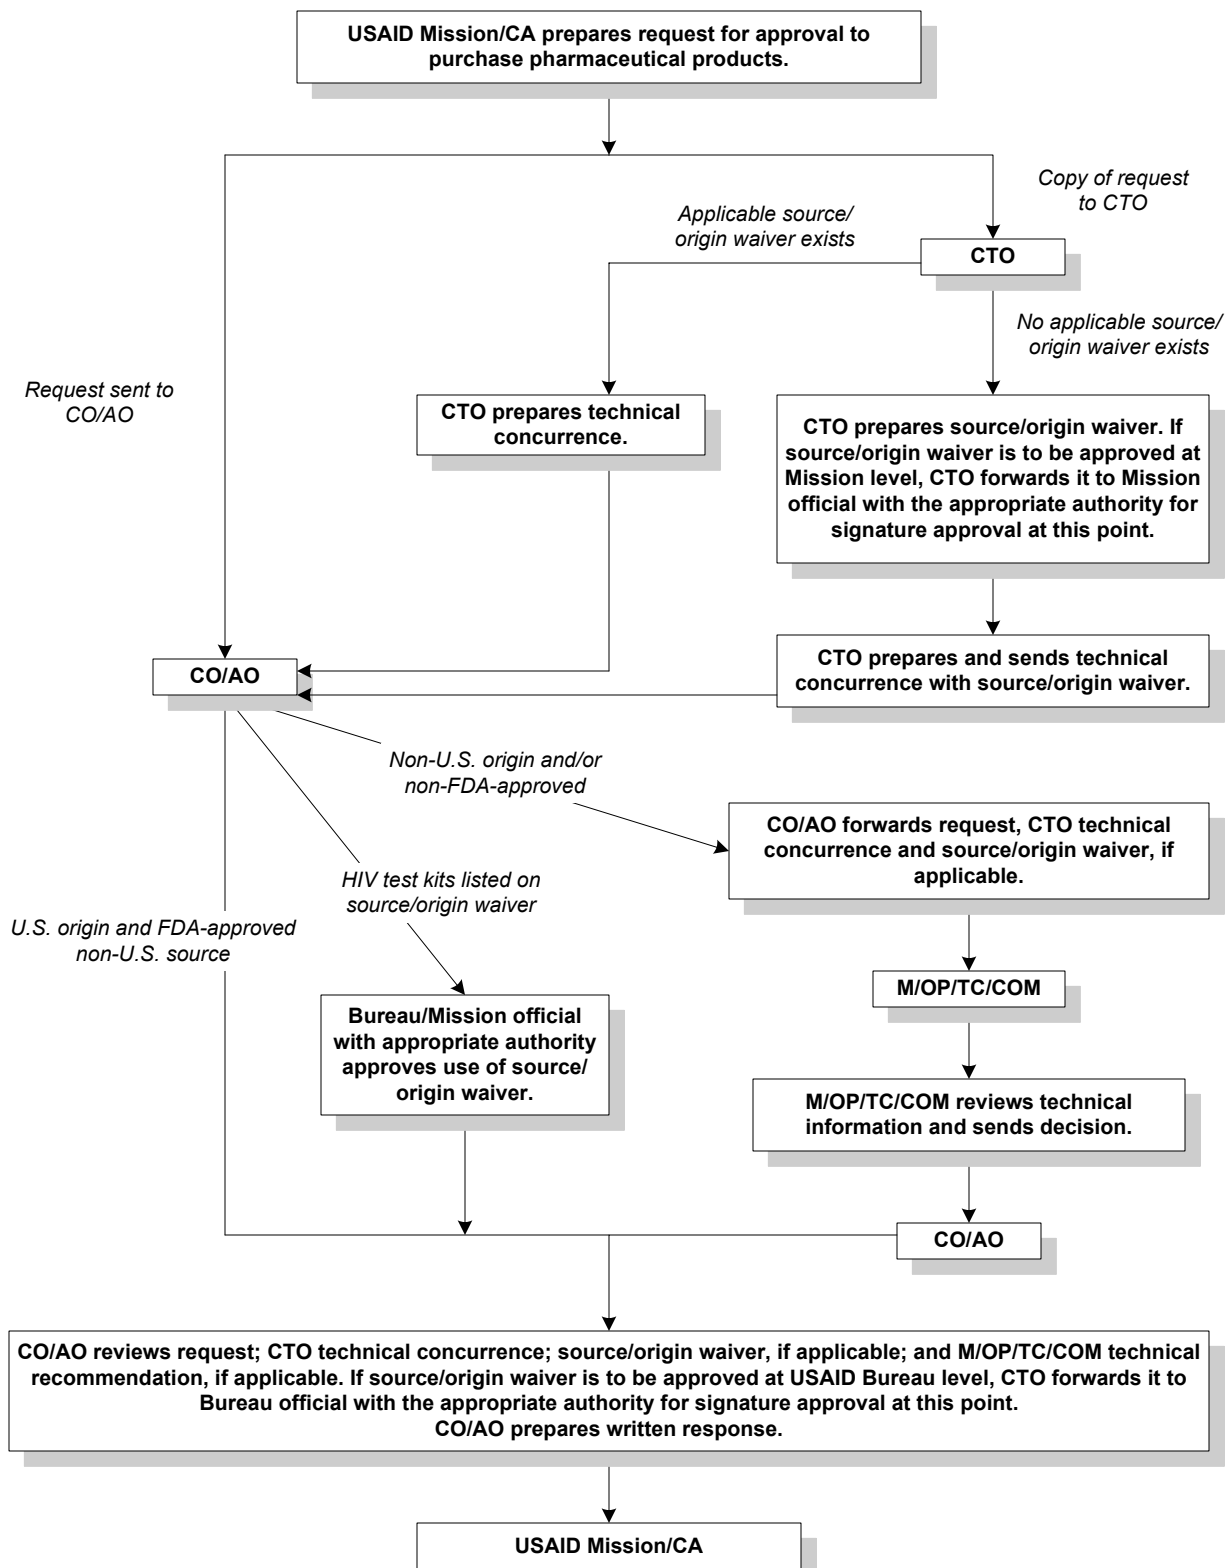 USAID Mission/CA prepares request for approval to
purchase pharmaceutical products.
Copy of request
to CTO
Applicable source/
origin waiver exists
CTO
No applicable source/
origin waiver exists
Request sent to
CO/AO
CTO prepares technical
concurrence.
CTO prepares source/origin waiver. If
source/origin waiver is to be approved at
Mission level, CTO forwards it to Mission
official with the appropriate authority for
signature approval at this point.
CO/AO
CTO prepares and sends technical
concurrence with source/origin waiver.
Non-U.S. origin and/or
non-FDA-approved
CO/AO forwards request, CTO technical
concurrence and source/origin waiver, if
applicable.
HIV test kits listed on
source/origin waiver
U.S. origin and FDA-approved
non-U.S. source
M/OP/TC/COM
Bureau/Mission official
with appropriate authority
approves use of source/
origin waiver.
M/OP/TC/COM reviews technical
information and sends decision.
CO/AO
CO/AO reviews request; CTO technical concurrence; source/origin waiver, if applicable; and M/OP/TC/COM technical
recommendation, if applicable. If source/origin waiver is to be approved at USAID Bureau level, CTO forwards it to
Bureau official with the appropriate authority for signature approval at this point.
CO/AO prepares written response.
USAID Mission/CA